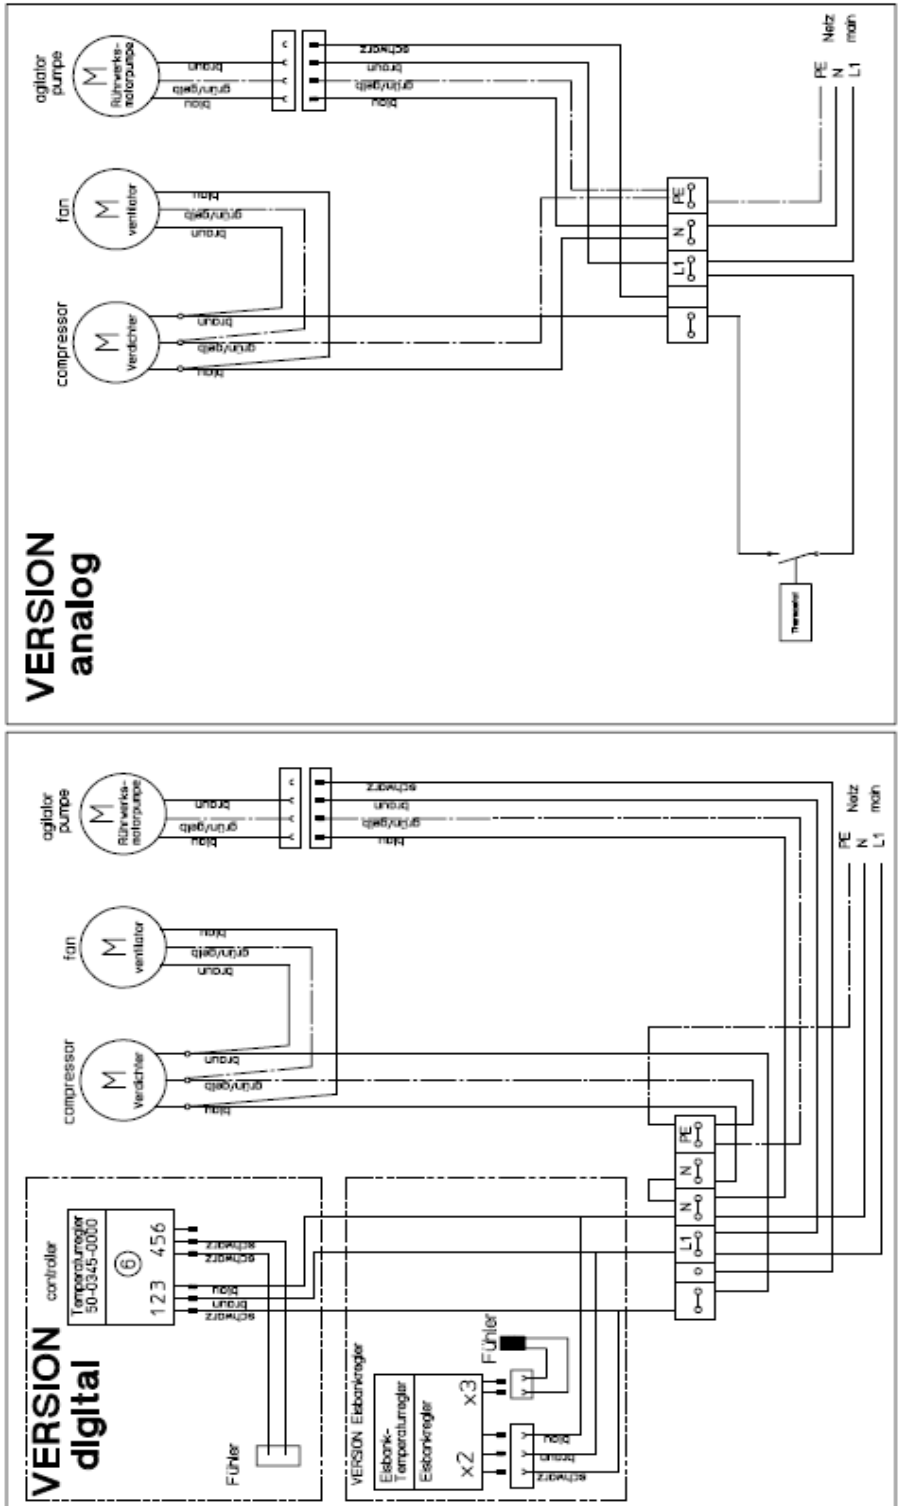 VERSION
analog
compressor
M
Verdichter
blau
grün/gelb
braun
fan
M
ventilator
braun
grün/gelb
blau
agitator
pumpe
M
Rührwerks-
motorpumpe
blau
grün/gelb
braun
blau
grün/gelb
braun
schwarz
L1
N
PE
PE
N
L1
Netz
main
VERSION
digital
controller
Temperaturregler
50-0345-0000
6
123
456
schwarz
braun
blau
schwarz
schwarz
Fühler
VERSION Eisbankregler
Eisbank-
Temperaturregler
Eisbankregler
x2
x3
Fühler
schwarz
braun
blau
compressor
M
Verdichter
blau
grün/gelb
braun
fan
M
ventilator
braun
grün/gelb
blau
agitator
pumpe
M
Rührwerks-
motorpumpe
blau
grün/gelb
braun
blau
grün/gelb
braun
schwarz
L1
N
N
PE
PE
N
L1
Netz
main